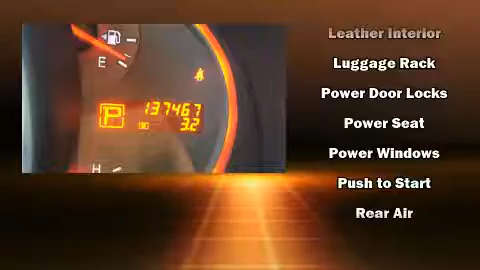 E
P
137467
3.2
H
Leather Interior
Luggage Rack
Power Door Locks
Power Seat
Power Windows
Push to Start
Rear Air